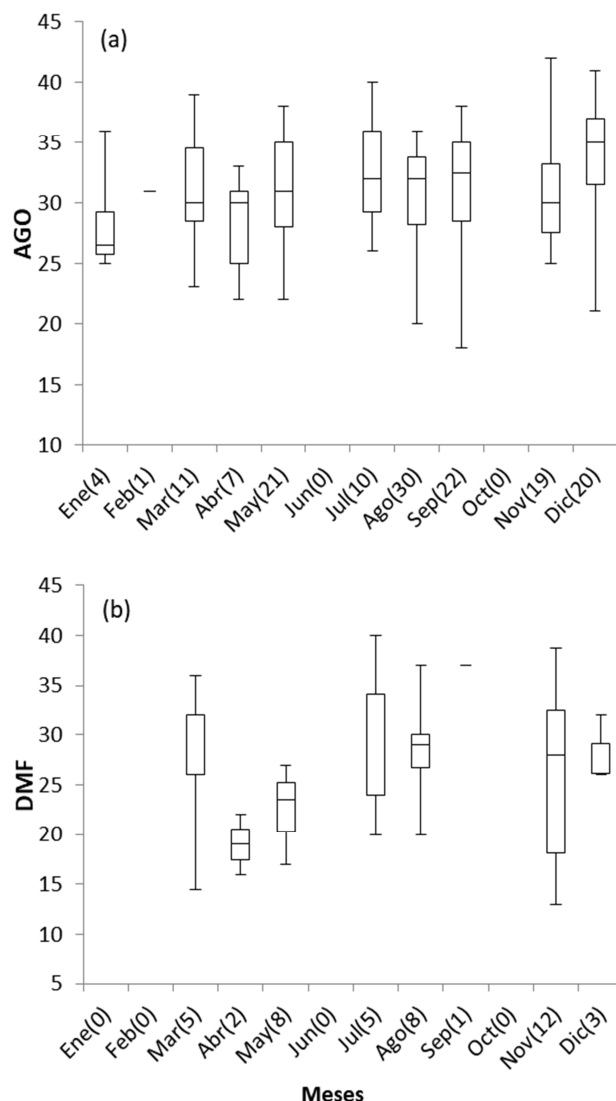 (a)
AGO
45
40
35
30
25
20
15
10
Ene(4) Feb(1) Mar(11) Abr(7) May(21) Jun(0) Jul(10) Ago(30) Sep(22) Oct(0) Nov(19) Dic(20)
(b)
DMF
45
40
35
30
25
20
15
10
5
Ene(0) Feb(0) Mar(5) Abr(2) May(8) Jun(0) Jul(5) Ago(8) Sep(1) Oct(0) Nov(12) Dic(3)
Meses